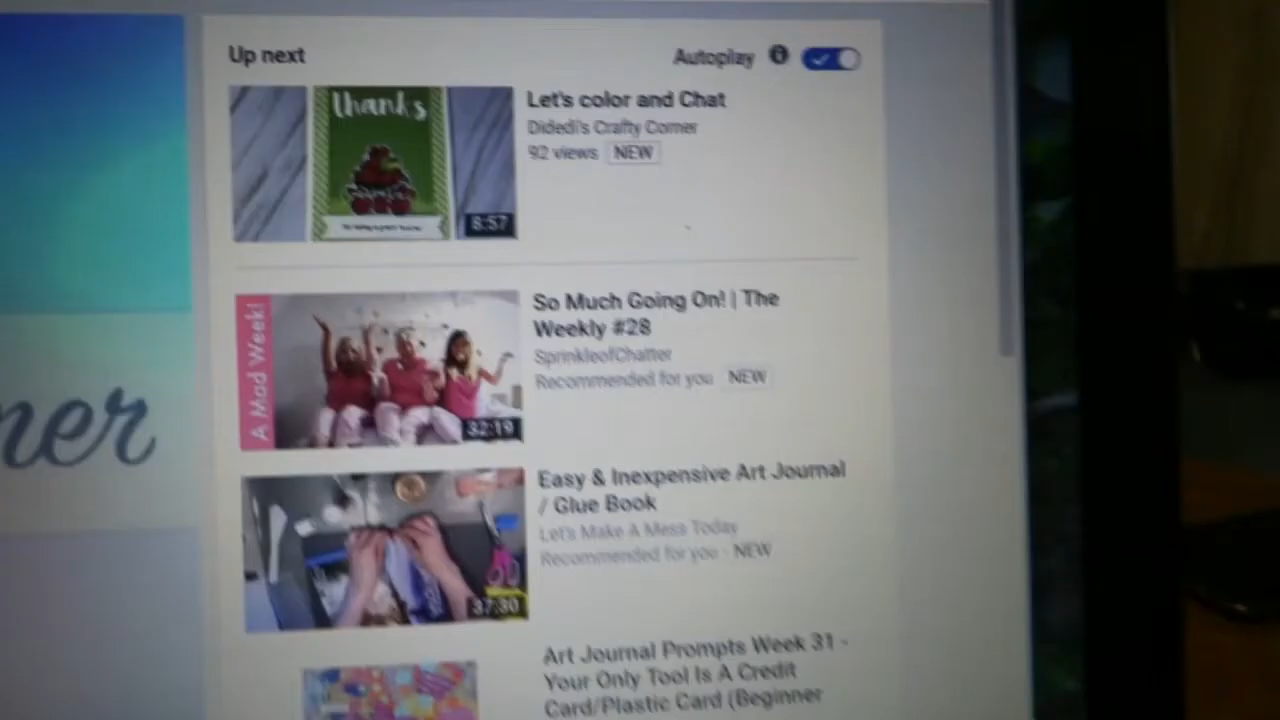 Up next
Autoplay
thanks
8:57
Let's color and Chat
Didedi's Crafty Corner
92 views NEW
A Mad Week!
32:19
So Much Going On! | The
Weekly #28
SprinkleofChatter
Recommended for you NEW
ner
37:30
Easy & Inexpensive Art Journal
/ Glue Book
Let's Make A Mess Today
Recommended for you · NEW
Art Journal Prompts Week 31 -
Your Only Tool Is A Credit
Card/Plastic Card (Beginner